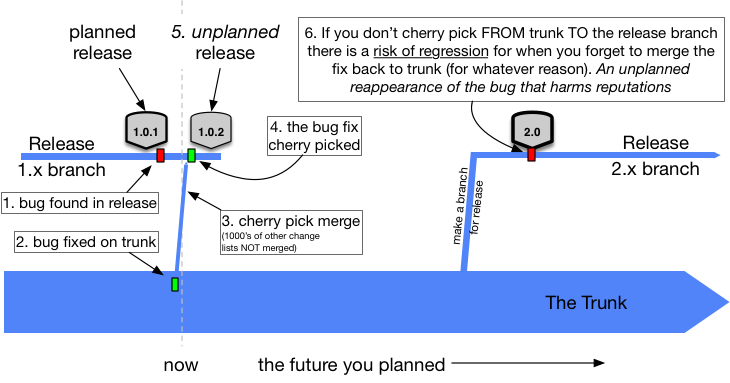 planned
release
5. unplanned
release
6. If you don't cherry pick FROM trunk TO the release branch
there is a risk of regression for when you forget to merge the
fix back to trunk (for whatever reason). An unplanned
reappearance of the bug that harms reputations
1.0.1
1.0.2
4. the bug fix
cherry picked
2.0
Release
1.x branch
Release
2.x branch
1. bug found in release
3. cherry pick merge
(1000's of other change
lists NOT merged)
2. bug fixed on trunk
make a branch
for release
The Trunk
now
the future you planned